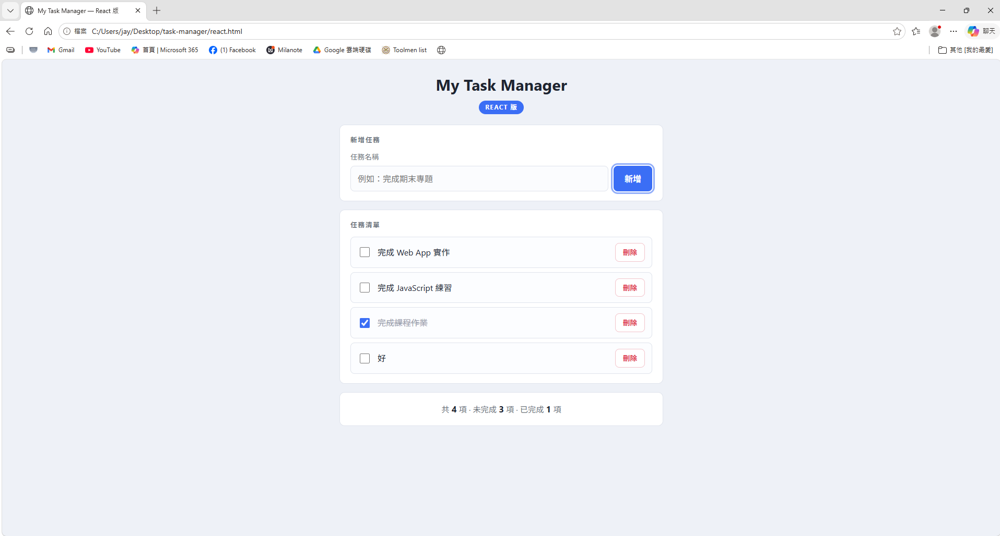 My Task Manager — React 版
檔案 C:/Users/jay/Desktop/task-manager/react.html
聊天
Gmail YouTube 首頁 | Microsoft 365 (1) Facebook Milanote Google 雲端硬碟 Toolmen list 其他 [我的最愛]
My Task Manager
REACT 版
新增任務
任務名稱
例如：完成期末專題 新增
任務清單
完成 Web App 實作 刪除
完成 JavaScript 練習 刪除
完成課程作業 刪除
好 刪除
共 4 項 · 未完成 3 項 · 已完成 1 項